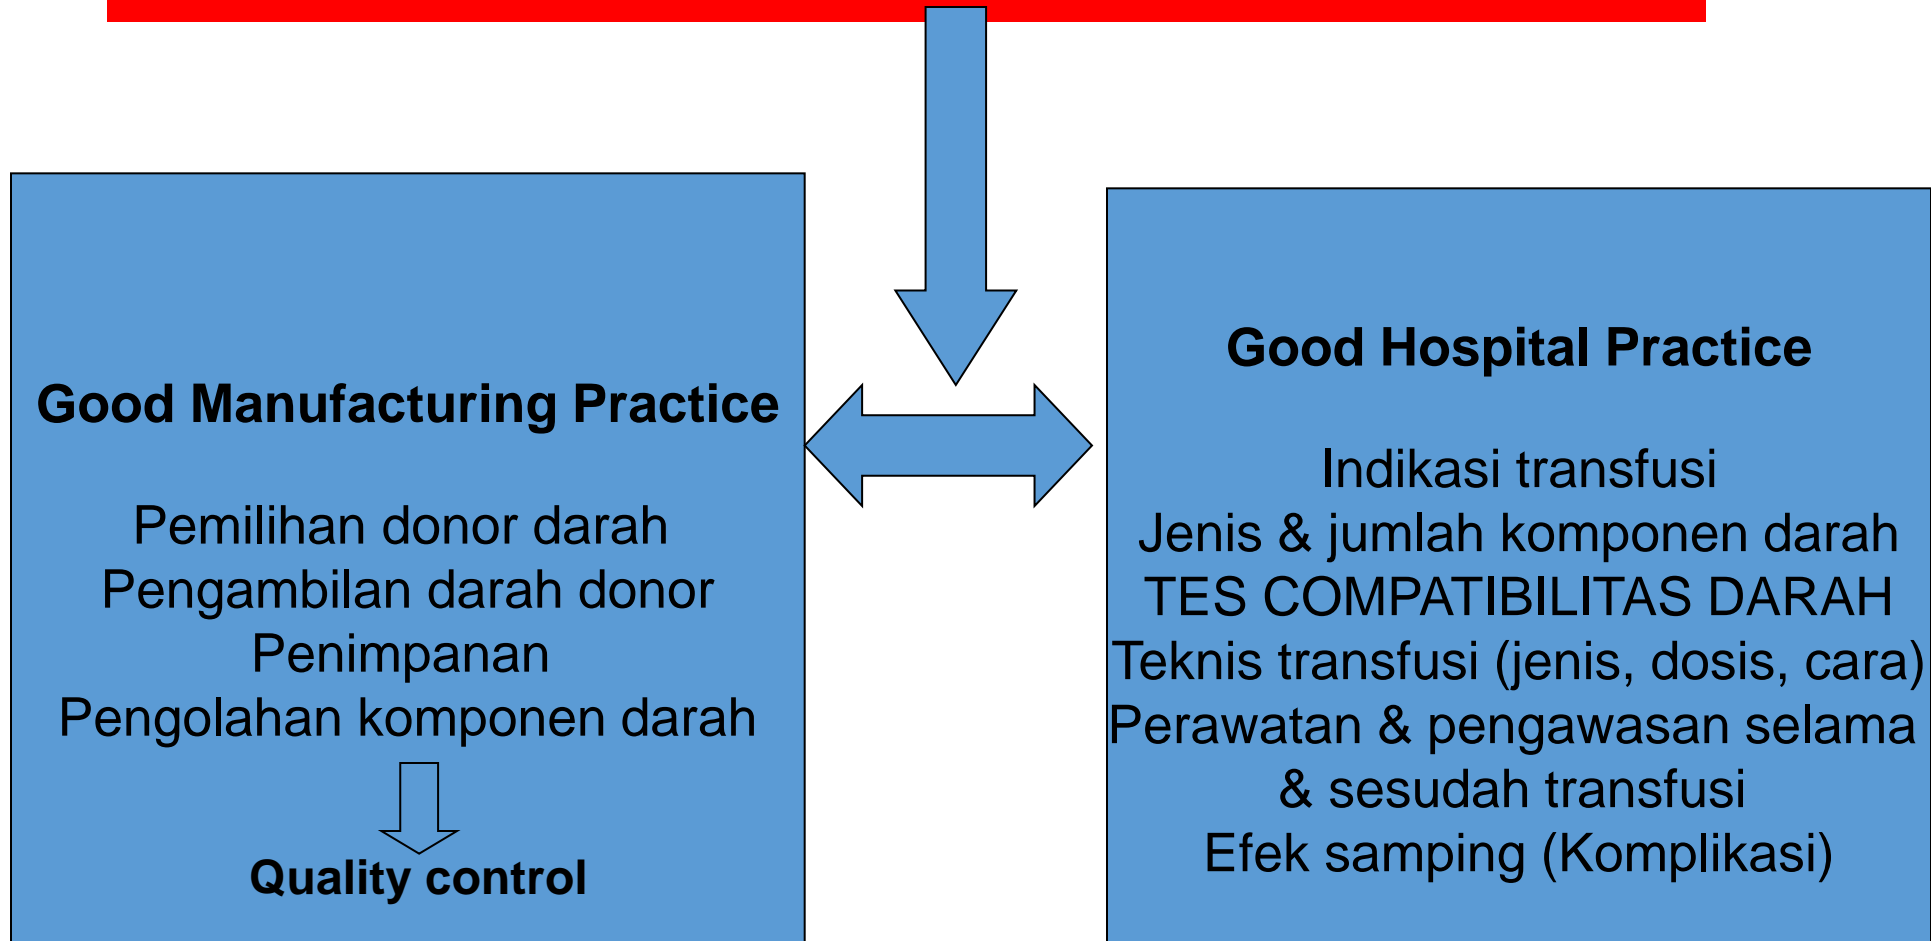 Good Manufacturing Practice
Pemilihan donor darah
Pengambilan darah donor
Penimpanan
Pengolahan komponen darah
Quality control
Good Hospital Practice
Indikasi transfusi
Jenis & jumlah komponen darah
TES COMPATIBILITAS DARAH
Teknis transfusi (jenis, dosis, cara)
Perawatan & pengawasan selama
& sesudah transfusi
Efek samping (Komplikasi)